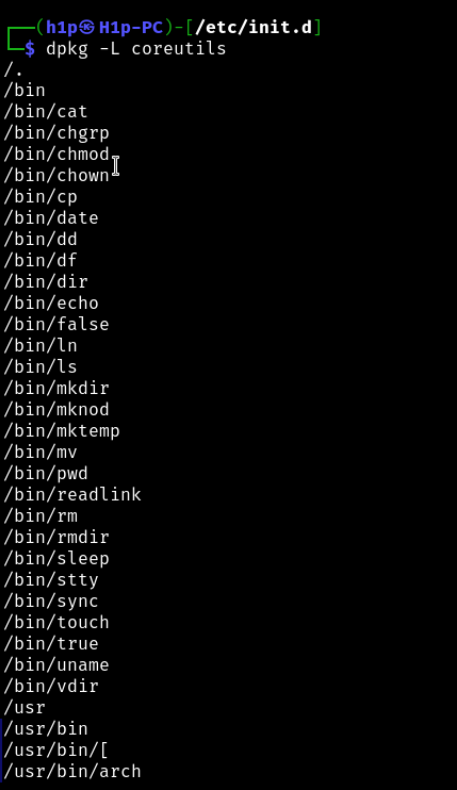 ┌──(h1p㉿H1p-PC)-[/etc/init.d]
└─$ dpkg -L coreutils
/.
/bin
/bin/cat
/bin/chgrp
/bin/chmod
/bin/chown
/bin/cp
/bin/date
/bin/dd
/bin/df
/bin/dir
/bin/echo
/bin/false
/bin/ln
/bin/ls
/bin/mkdir
/bin/mknod
/bin/mktemp
/bin/mv
/bin/pwd
/bin/readlink
/bin/rm
/bin/rmdir
/bin/sleep
/bin/stty
/bin/sync
/bin/touch
/bin/true
/bin/uname
/bin/vdir
/usr
/usr/bin
/usr/bin/[
/usr/bin/arch